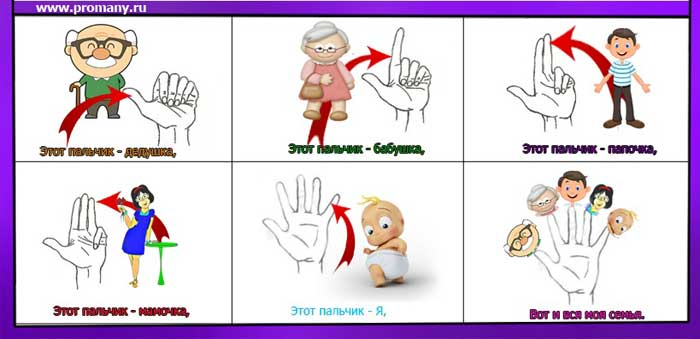 www.promany.ru
Этот пальчик - дедушка,
Этот пальчик - бабушка,
Этот пальчик - папочка,
Этот пальчик - мамочка,
Этот пальчик - Я,
Вот и вся моя семья.